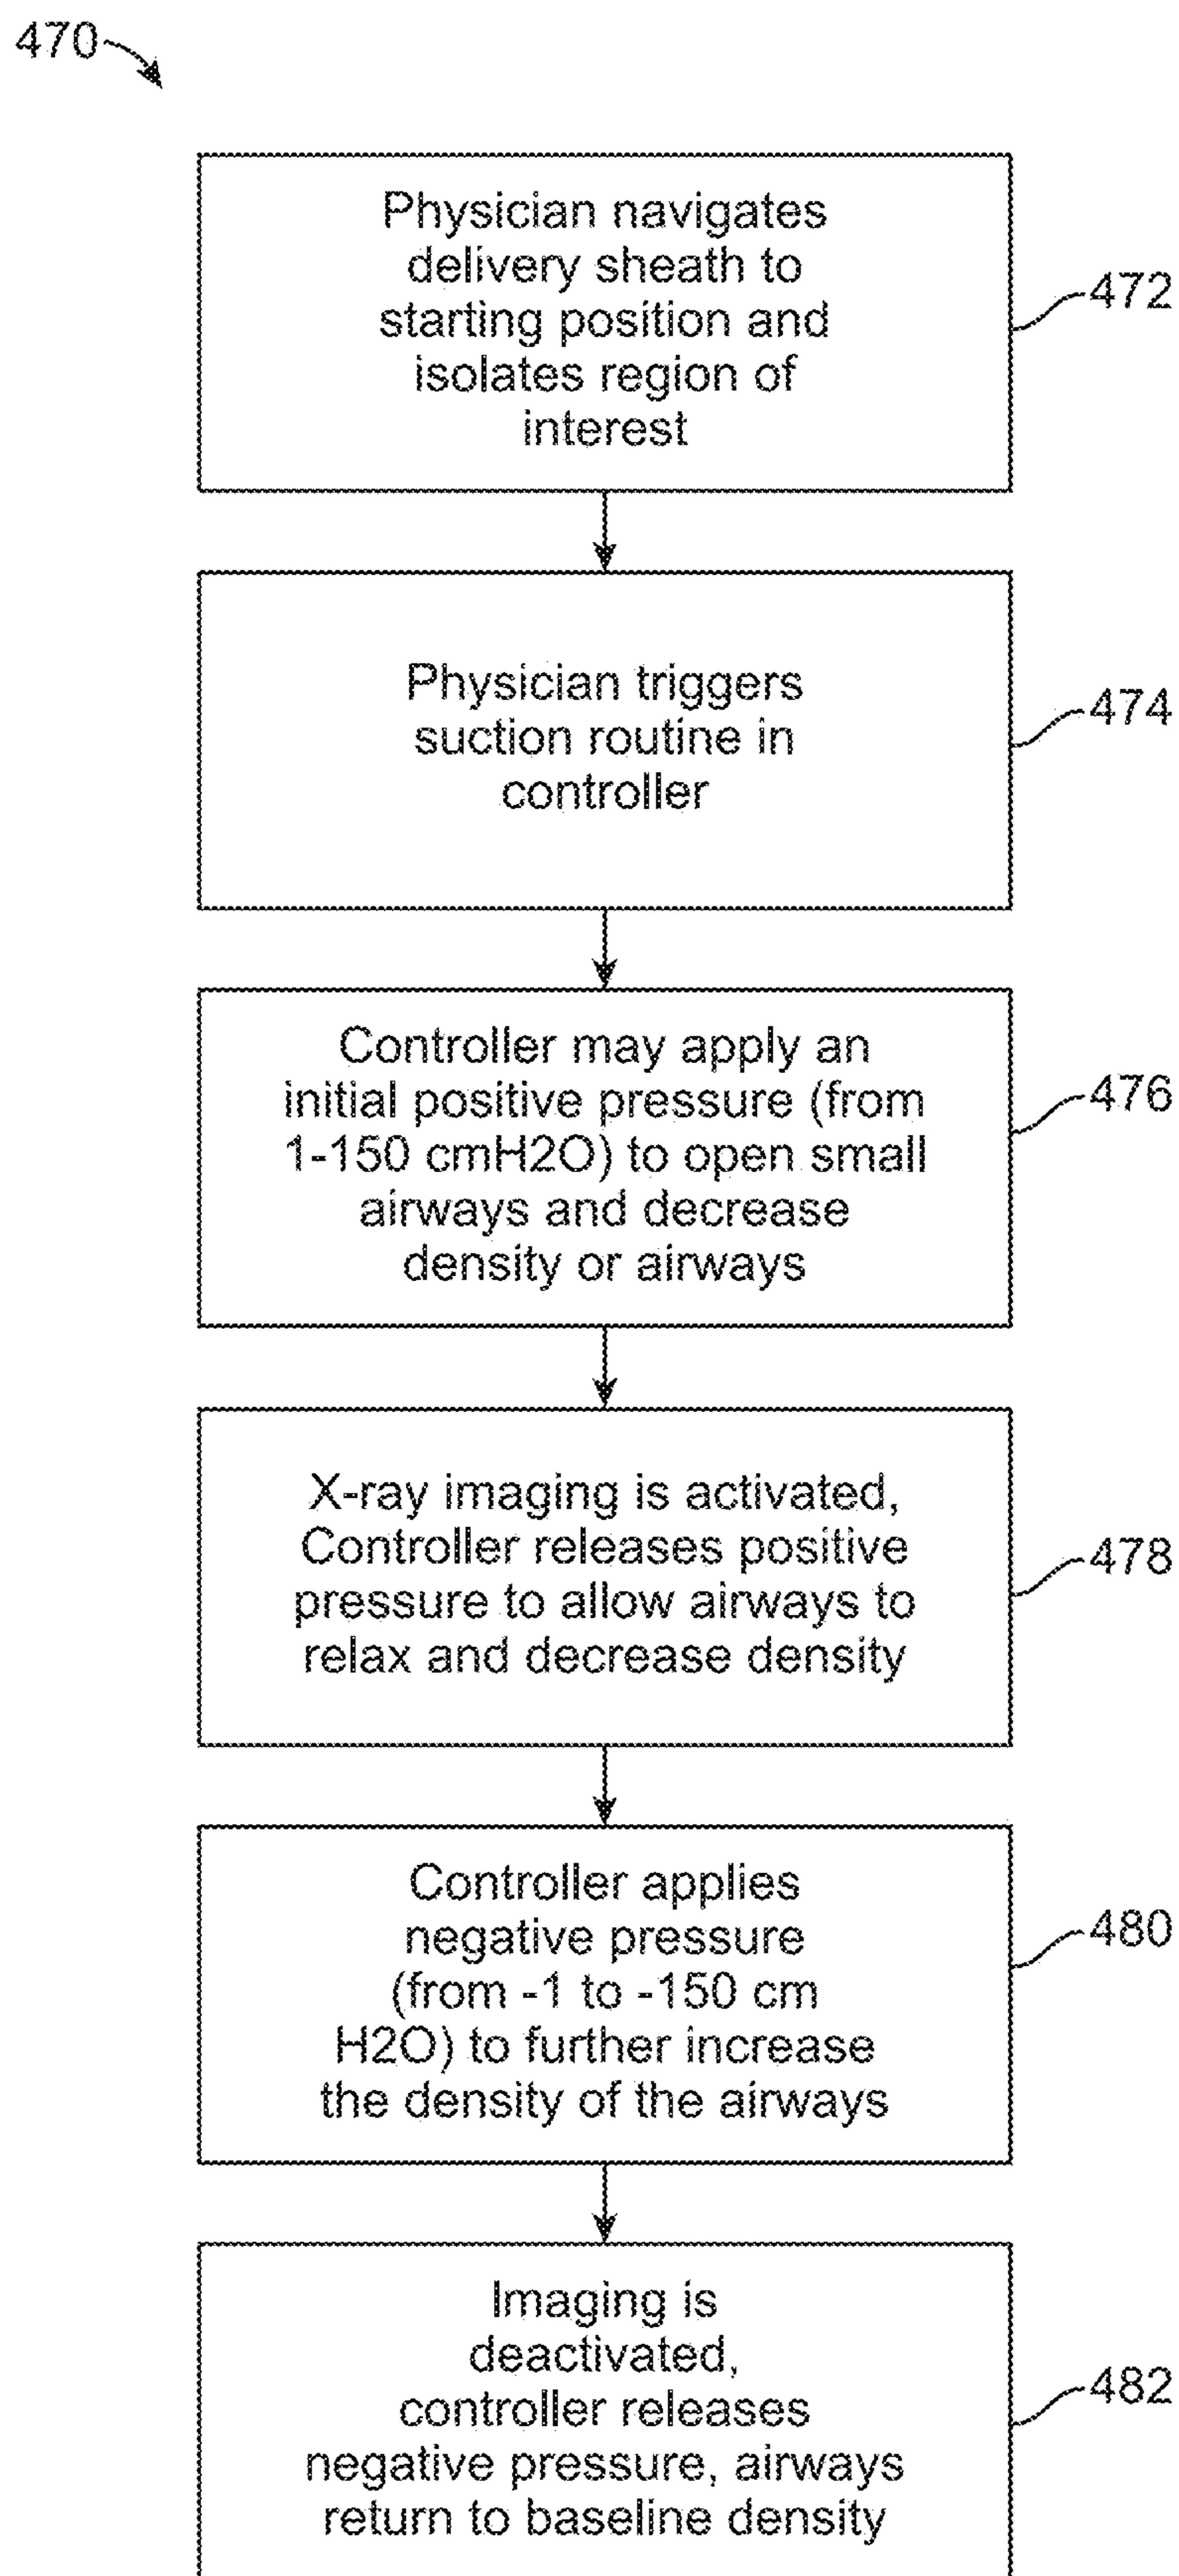 470
Physician navigates
delivery sheath to
starting position and
isolates region of
interest
472
Physician triggers
suction routine in
controller
474
Controller may apply an
initial positive pressure (from
1-150 cmH2O) to open small
airways and decrease
density or airways
476
X-ray imaging is activated,
Controller releases positive
pressure to allow airways to
relax and decrease density
478
Controller applies
negative pressure
(from -1 to -150 cm
H2O) to further increase
the density of the airways
480
Imaging is
deactivated,
controller releases
negative pressure, airways
return to baseline density
482